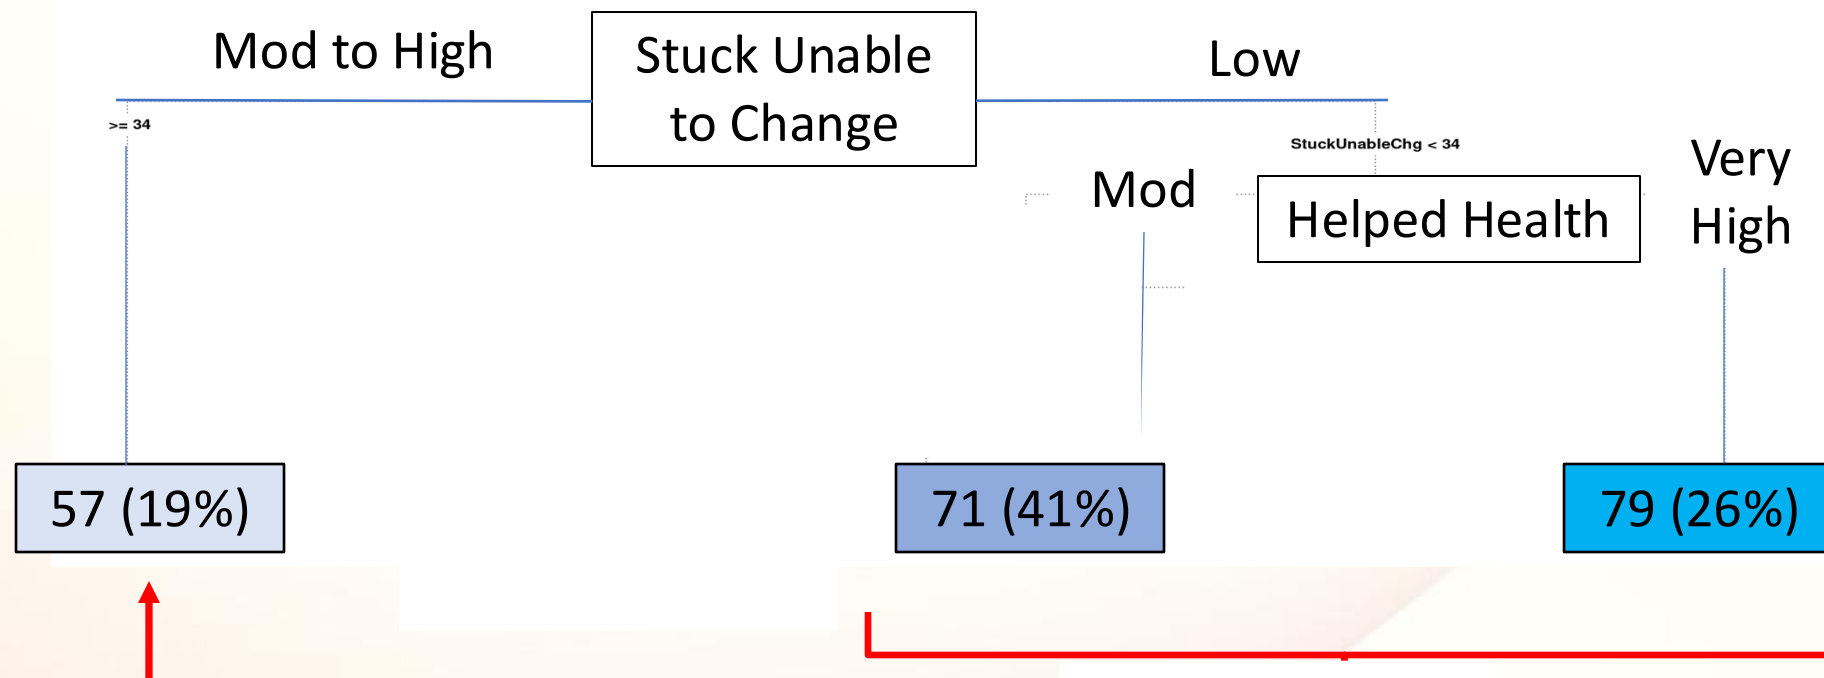 Mod to High
Stuck Unable
to Change
Low
>= 34
StuckUnableChg < 34
Mod
Helped Health
Very
High
57 (19%)
71 (41%)
79 (26%)